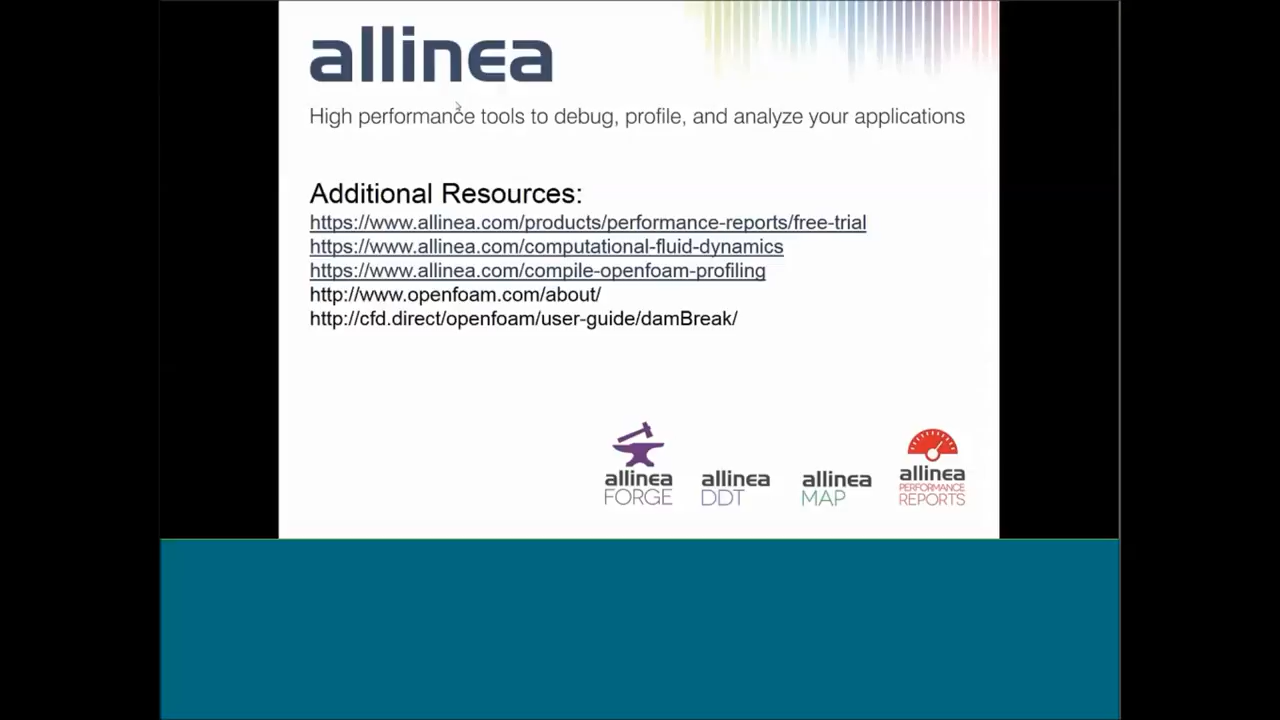 allinea
High performance tools to debug, profile, and analyze your applications
Additional Resources:
https://www.allinea.com/products/performance-reports/free-trial
https://www.allinea.com/computational-fluid-dynamics
https://www.allinea.com/compile-openfoam-profiling
http://www.openfoam.com/about/
http://cfd.direct/openfoam/user-guide/damBreak/
allinea
FORGE
allinea
DDT
allinea
MAP
allinea
PERFORMANCE
REPORTS